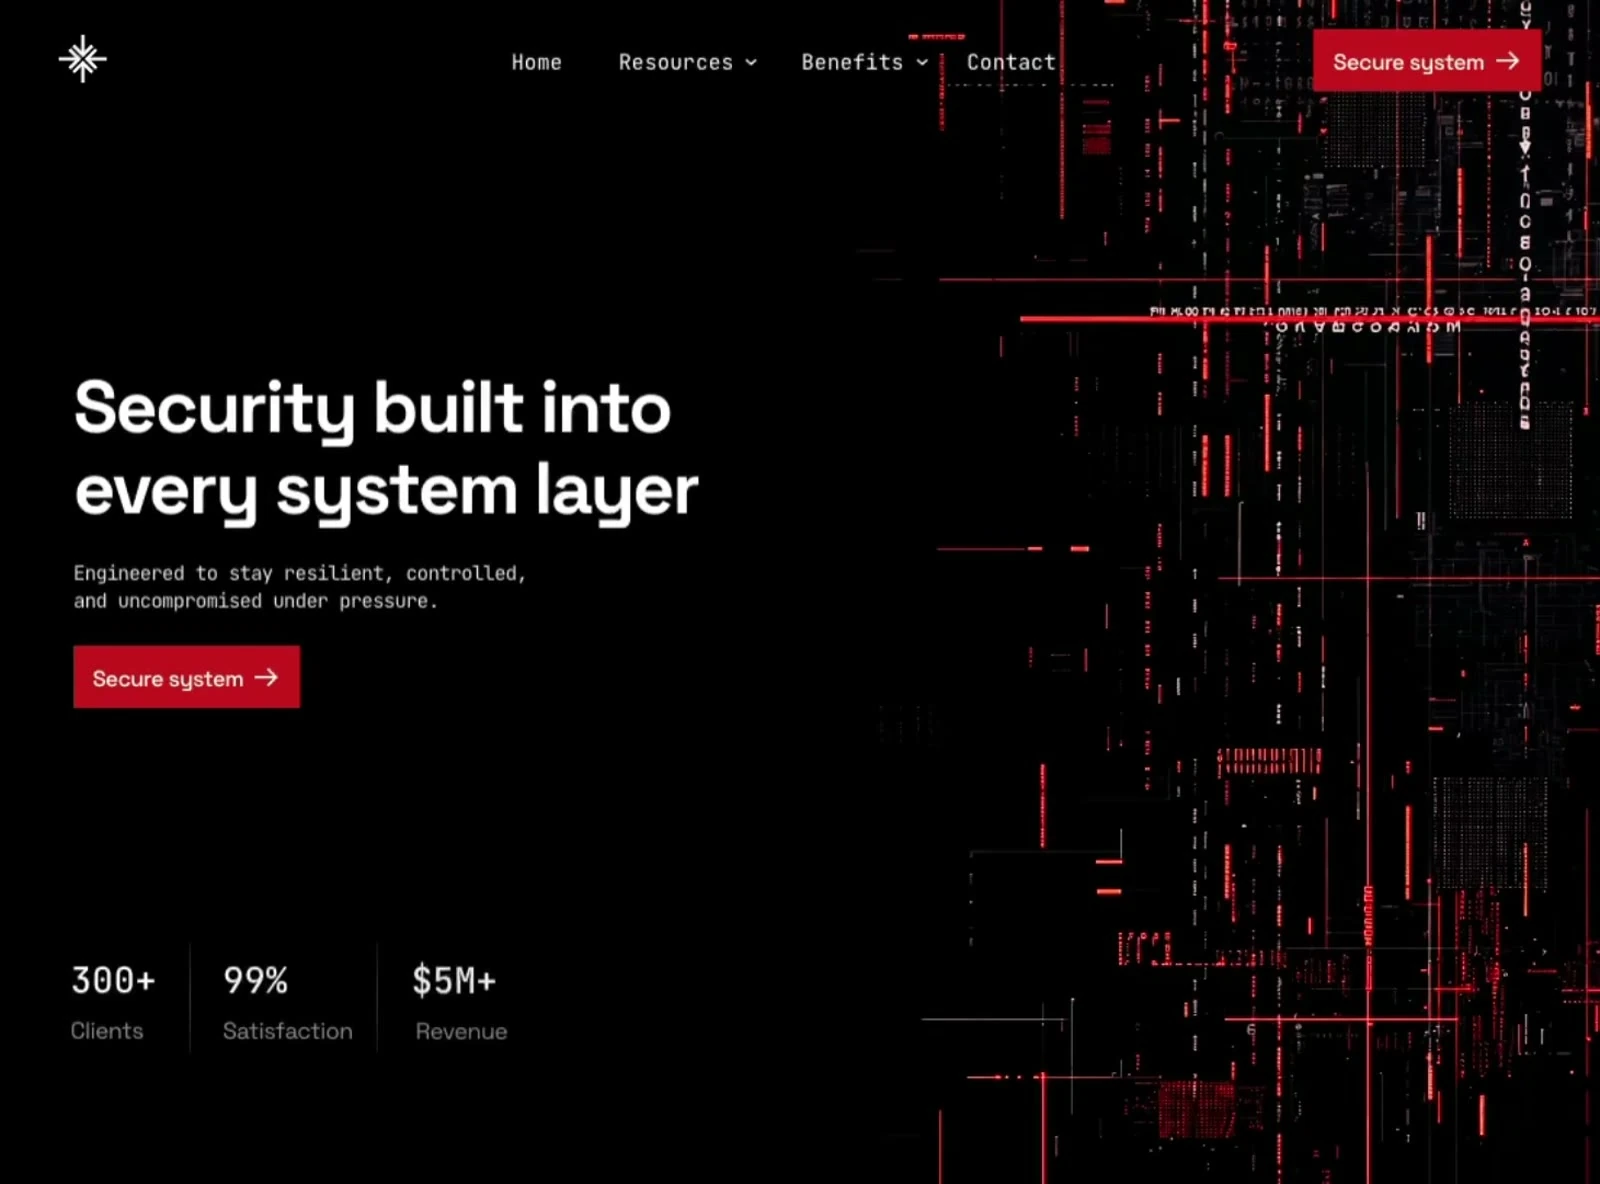 Home
Resources
Benefits
Contact
Secure system
Security built into
every system layer
Engineered to stay resilient, controlled,
and uncompromised under pressure.
Secure system
300+
Clients
99%
Satisfaction
$5M+
Revenue